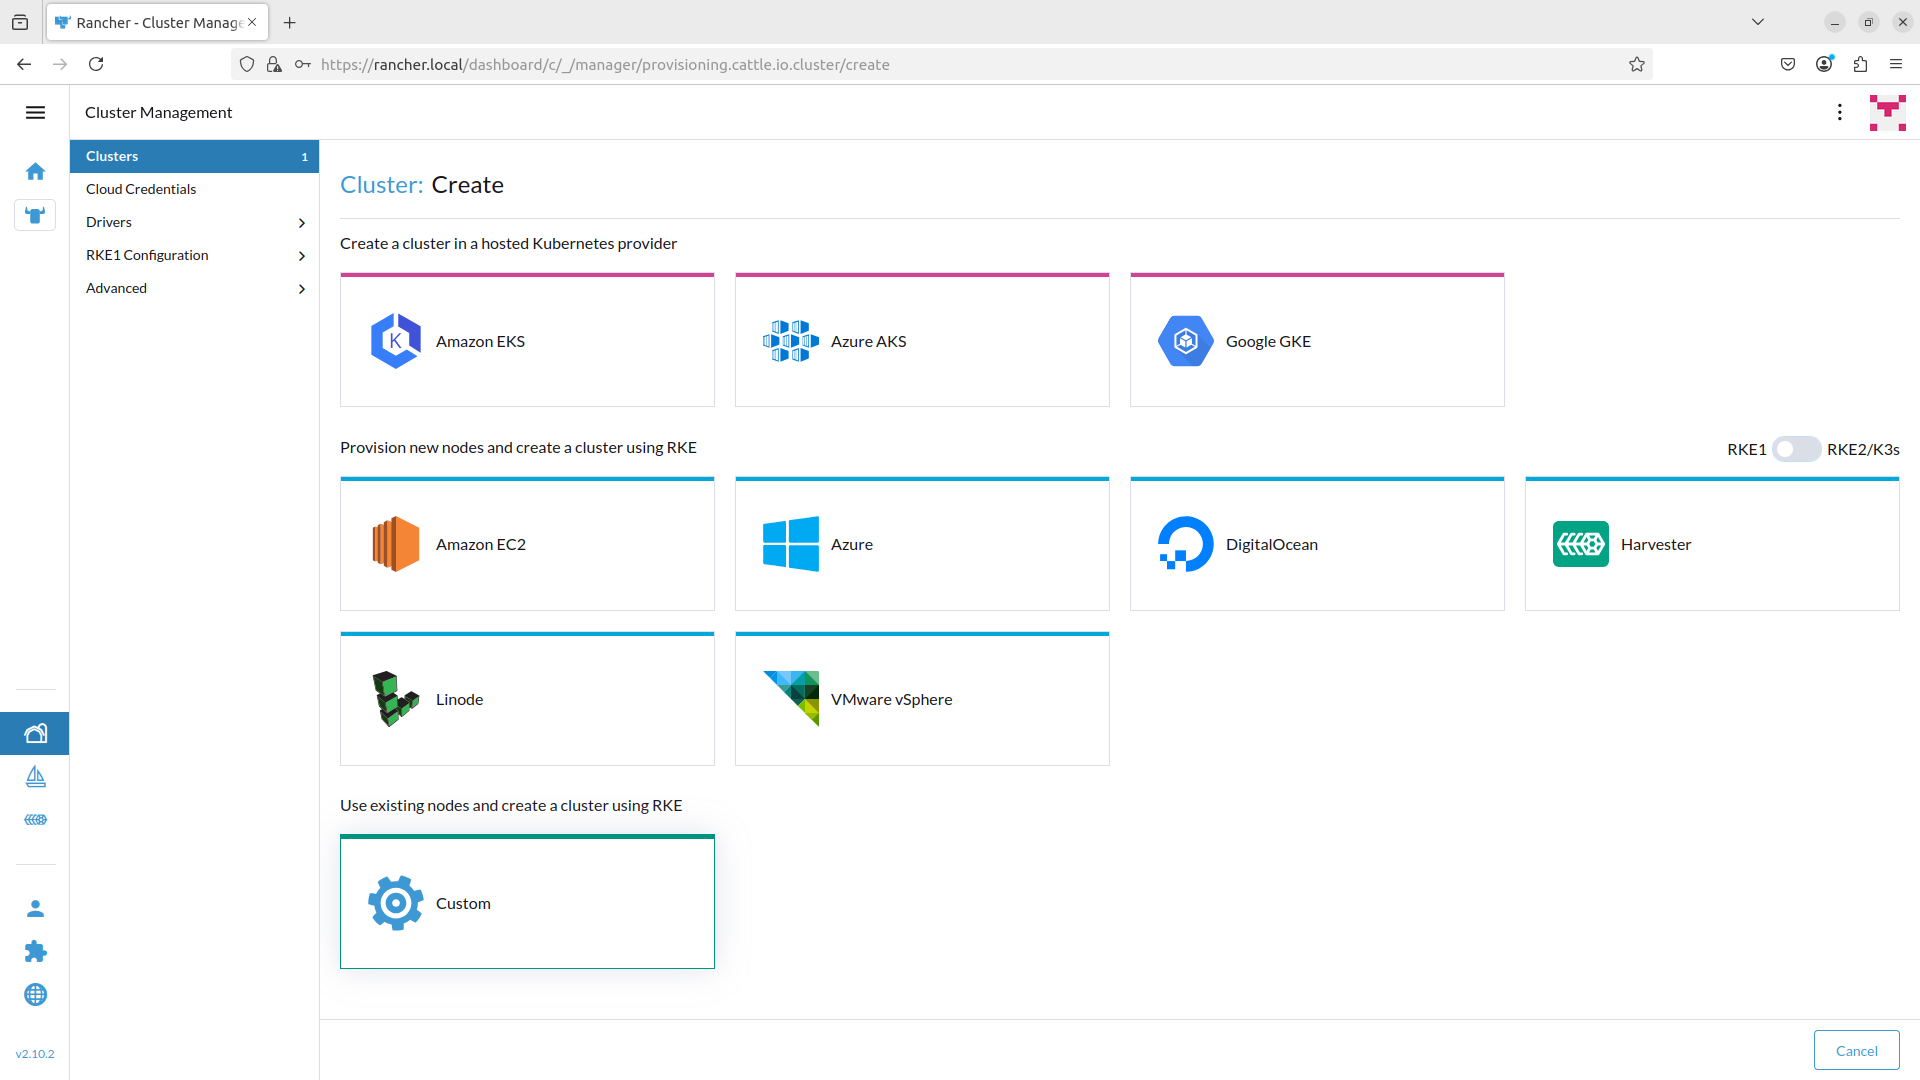 Rancher - Cluster Manage
https://rancher.local/dashboard/c/_/manager/provisioning.cattle.io.cluster/create
Cluster Management
Clusters 1
Cloud Credentials
Drivers
RKE1 Configuration
Advanced
v2.10.2
Cluster: Create
Create a cluster in a hosted Kubernetes provider
K Amazon EKS
Azure AKS
Google GKE
Provision new nodes and create a cluster using RKE
RKE1 RKE2/K3s
Amazon EC2
Azure
DigitalOcean
Harvester
Linode
VMware vSphere
Use existing nodes and create a cluster using RKE
Custom
Cancel